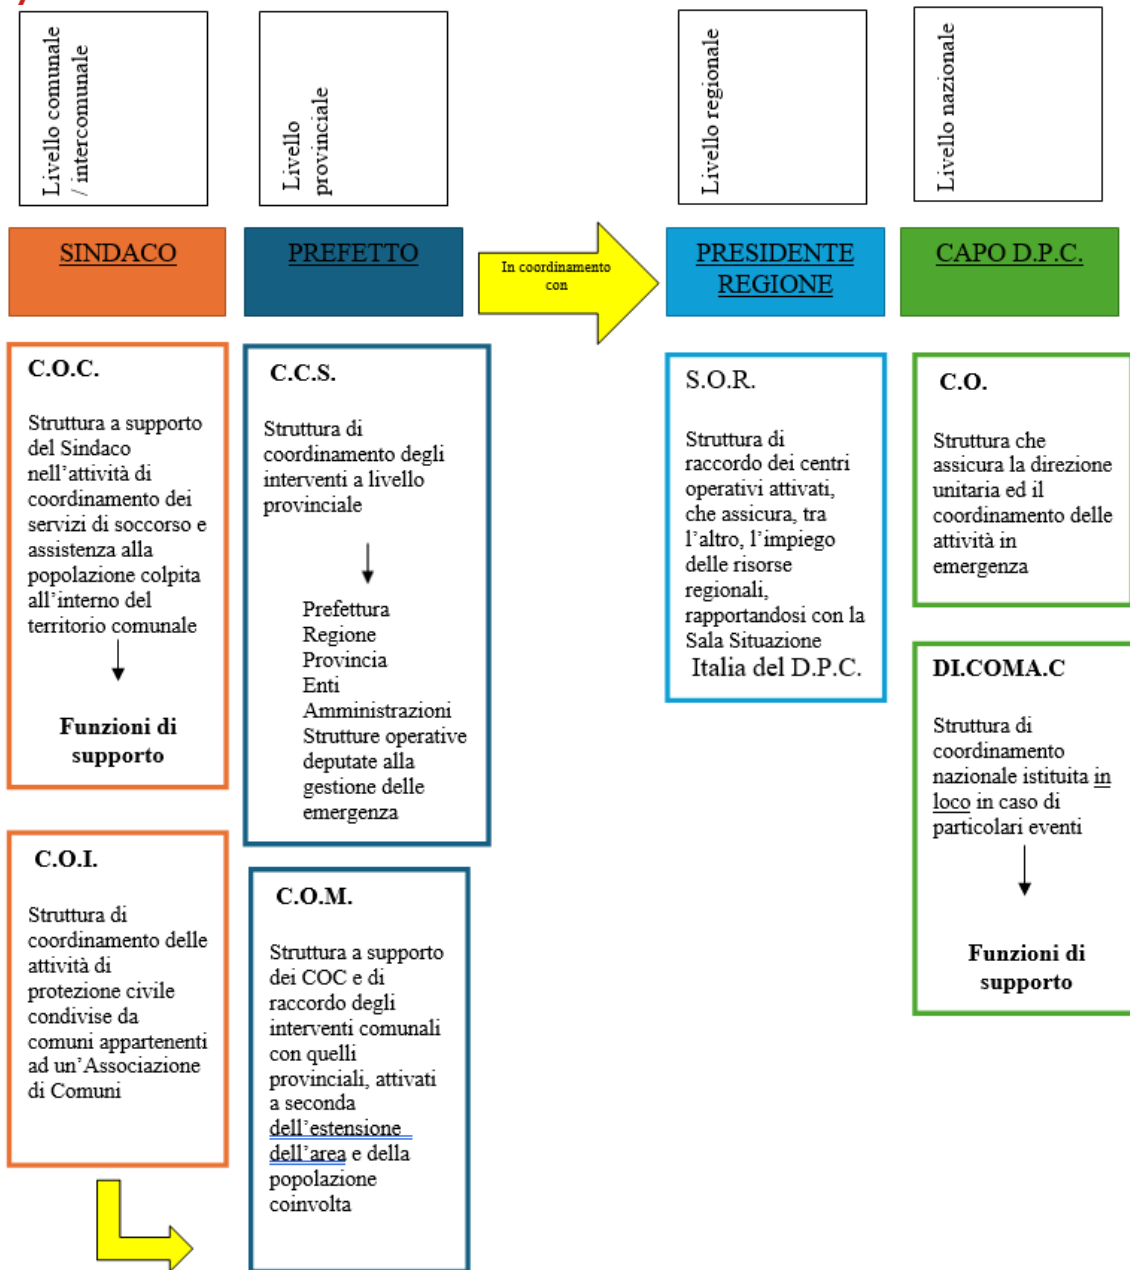 Livello comunale
/ intercomunale
Livello
provinciale
Livello regionale
Livello nazionale
SINDACO
PREFETTO
In coordinamento
con
PRESIDENTE
REGIONE
CAPO D.P.C.
C.O.C.
Struttura a supporto
del Sindaco
nell'attività di
coordinamento dei
servizi di soccorso e
assistenza alla
popolazione colpita
all'interno del
territorio comunale
Funzioni di
supporto
C.O.I.
Struttura di
coordinamento delle
attività di
protezione civile
condivise da
comuni appartenenti
ad un'Associazione
di Comuni
C.C.S.
Struttura di
coordinamento degli
interventi a livello
provinciale
Prefettura
Regione
Provincia
Enti
Amministrazioni
Strutture operative
deputate alla
gestione delle
emergenza
C.O.M.
Struttura a supporto
dei COC e di
raccordo degli
interventi comunali
con quelli
provinciali, attivati
a seconda
dell'estensione
dell'area e della
popolazione
coinvolta
S.O.R.
Struttura di
raccordo dei centri
operativi attivati,
che assicura, tra
l'altro, l'impiego
delle risorse
regionali,
rapportandosi con la
Sala Situazione
Italia del D.P.C.
C.O.
Struttura che
assicura la direzione
unitaria ed il
coordinamento delle
attività in
emergenza
DI.COMA.C
Struttura di
coordinamento
nazionale istituita in
loco in caso di
particolari eventi
Funzioni di
supporto